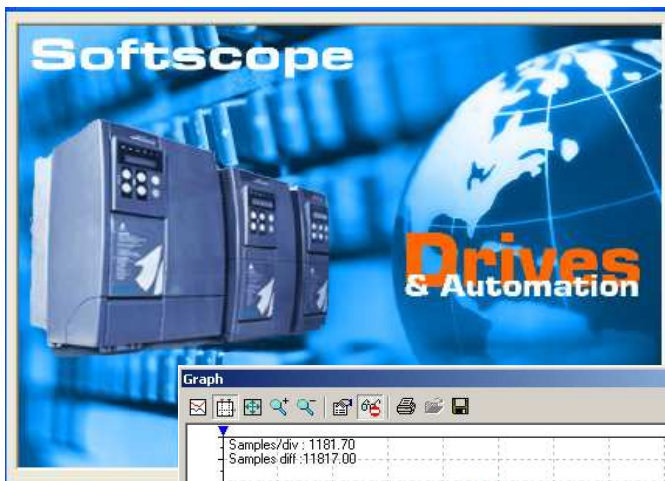 Softscope
Drives
& Automation
Graph
Samples/div : 1181.70
Samples diff :11817.00